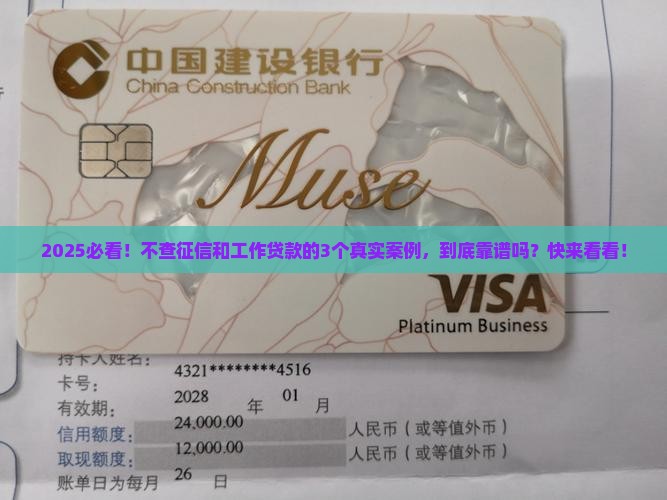 中国建设银行
China Construction Bank
Muse
2025必看！不查征信和工作贷款的3个真实案例，到底靠谱吗？快来看看！
VISA
Platinum Business
持卡人姓名：
卡号： 4321********4516
有效期： 2028 年 01 月
信用额度： 24,000.00 人民币（或等值外币）
取现额度： 12,000.00 人民币（或等值外币）
账单日为每月 26 日